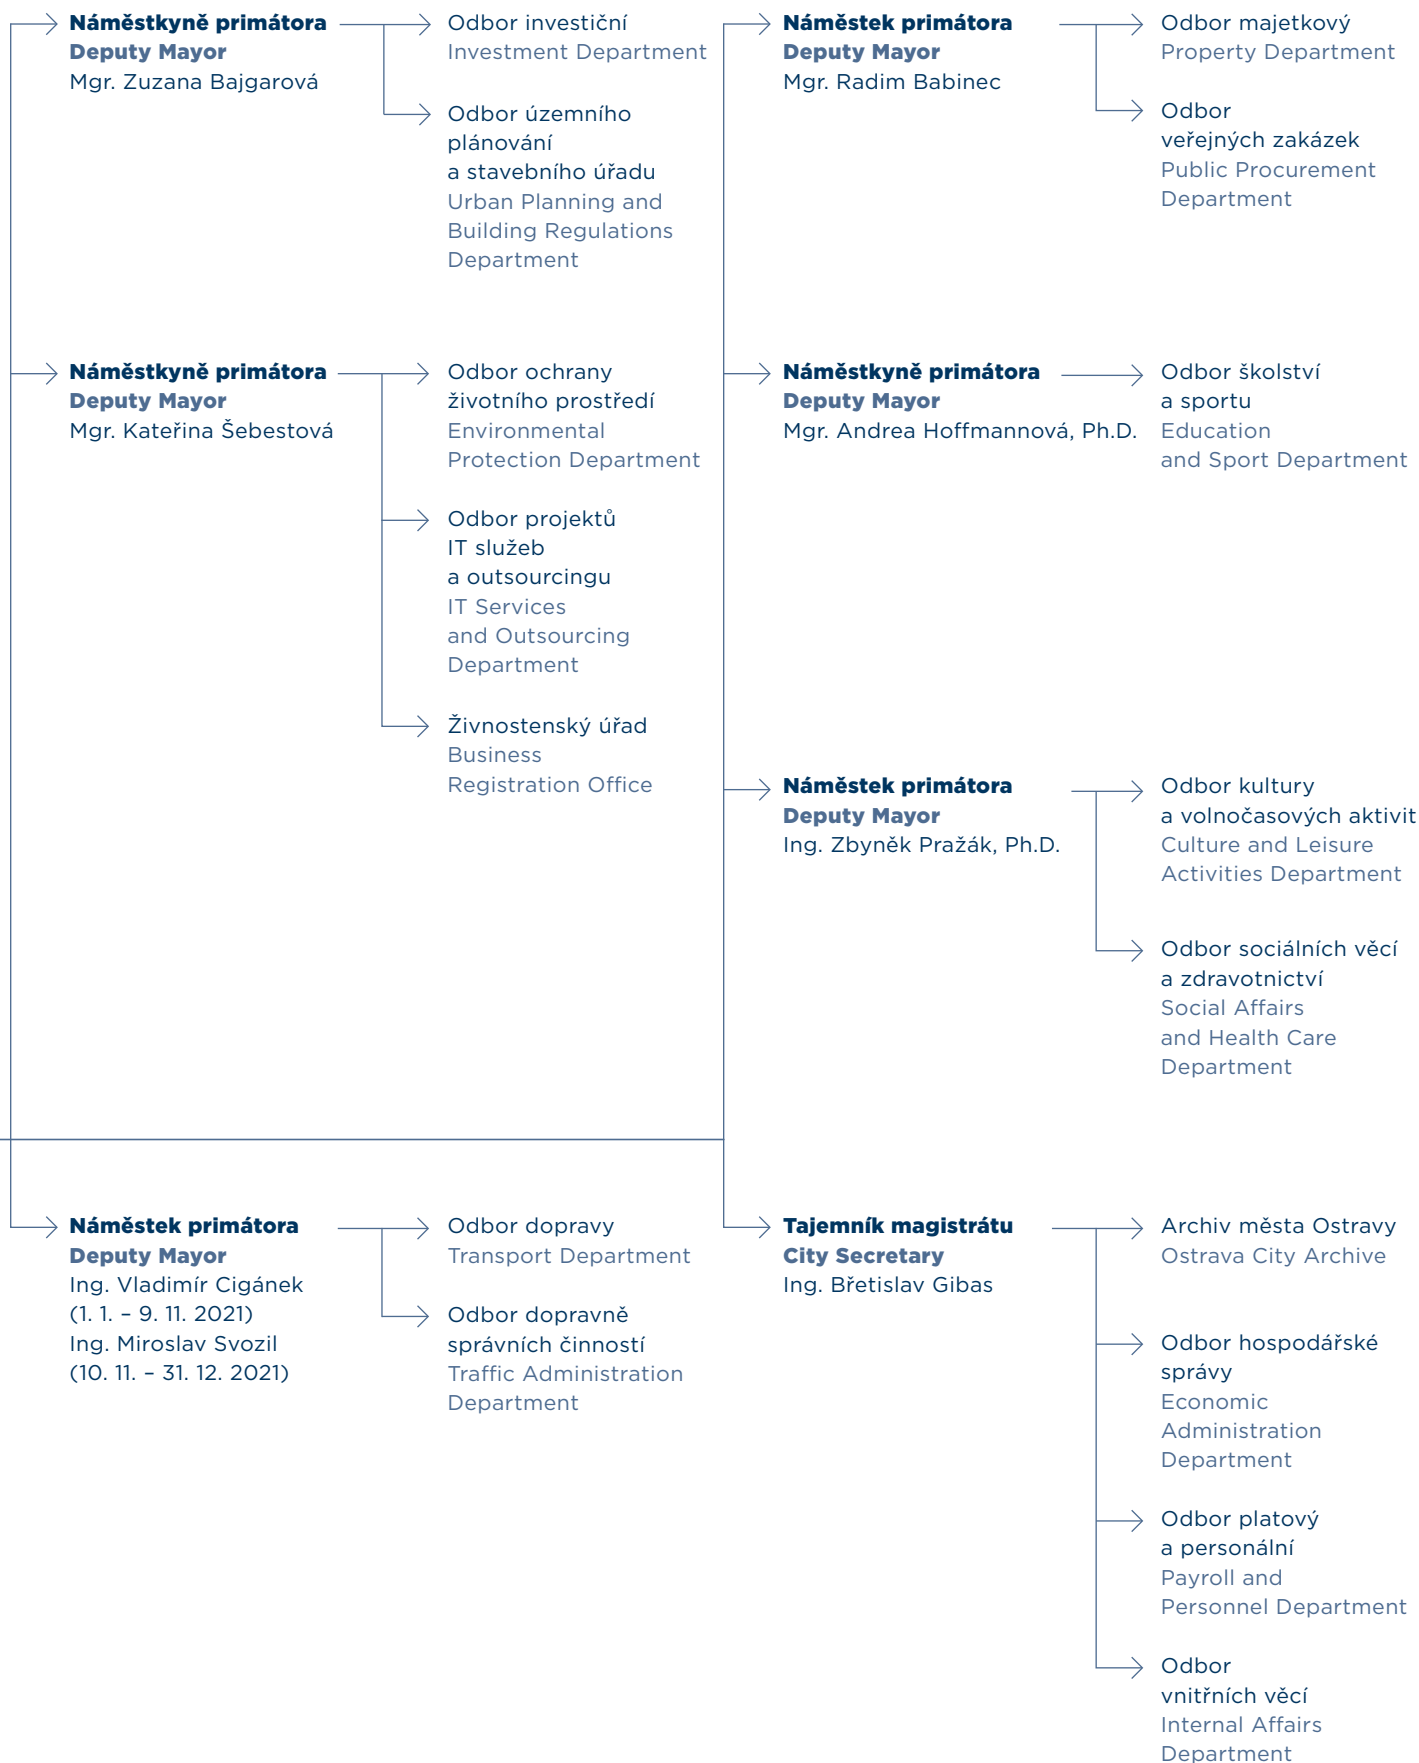 Náměstkyně primátora
Deputy Mayor
Mgr. Zuzana Bajgarová
Odbor investiční
Investment Department
Odbor územního
plánování
a stavebního úřadu
Urban Planning and
Building Regulations
Department
Náměstkyně primátora
Deputy Mayor
Mgr. Kateřina Šebestová
Odbor ochrany
životního prostředí
Environmental
Protection Department
Odbor projektů
IT služeb
a outsourcingu
IT Services
and Outsourcing
Department
Živnostenský úřad
Business
Registration Office
Náměstek primátora
Deputy Mayor
Ing. Vladimír Cigánek
(1. 1. – 9. 11. 2021)
Ing. Miroslav Svozil
(10. 11. – 31. 12. 2021)
Odbor dopravy
Transport Department
Odbor dopravně
správních činností
Traffic Administration
Department
Náměstek primátora
Deputy Mayor
Mgr. Radim Babinec
Odbor majetkový
Property Department
Odbor
veřejných zakázek
Public Procurement
Department
Náměstkyně primátora
Deputy Mayor
Mgr. Andrea Hoffmannová, Ph.D.
Odbor školství
a sportu
Education
and Sport Department
Náměstek primátora
Deputy Mayor
Ing. Zbyněk Pražák, Ph.D.
Odbor kultury
a volnočasových aktivit
Culture and Leisure
Activities Department
Odbor sociálních věcí
a zdravotnictví
Social Affairs
and Health Care
Department
Tajemník magistrátu
City Secretary
Ing. Břetislav Gibas
Archiv města Ostravy
Ostrava City Archive
Odbor hospodářské
správy
Economic
Administration
Department
Odbor platový
a personální
Payroll and
Personnel Department
Odbor
vnitřních věcí
Internal Affairs
Department